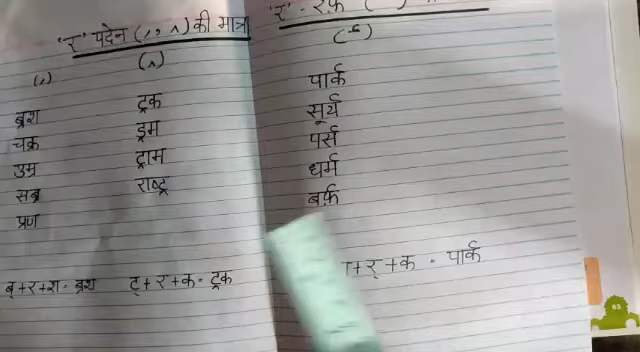 'र' पदेन (ˏ, ‸) की मात्रा
(ˏ) (‸)
ब्रश ट्रक
चक्र ड्रम
उम्र ट्राम
सब्र राष्ट्र
प्रण
ब्+र+श - ब्रश ट्+र+क - ट्रक
'र' - रेफ़
(र्)
पार्क
सूर्य
पर्स
धर्म
बर्फ़
+र्+क - पार्क